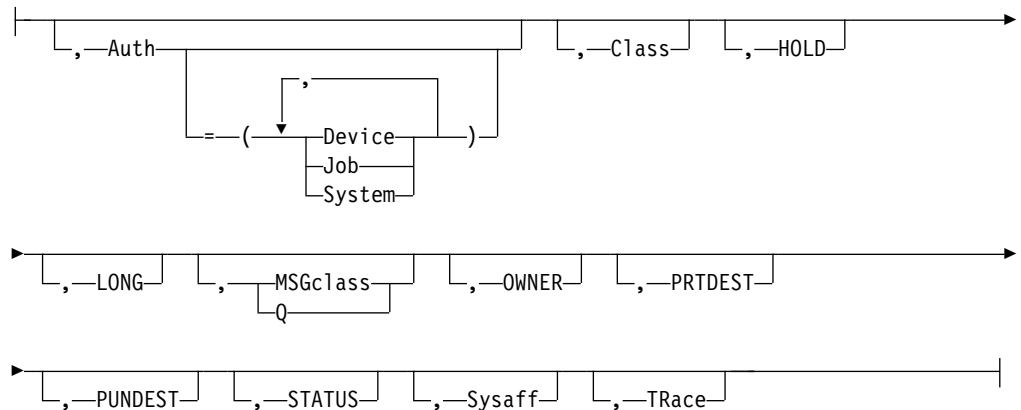 , Auth , Class , HOLD
,
= ( Device )
Job
System
, LONG , MSGclass , OWNER , PRTDEST
Q
, PUNDEST , STATUS , Sysaff , TRace